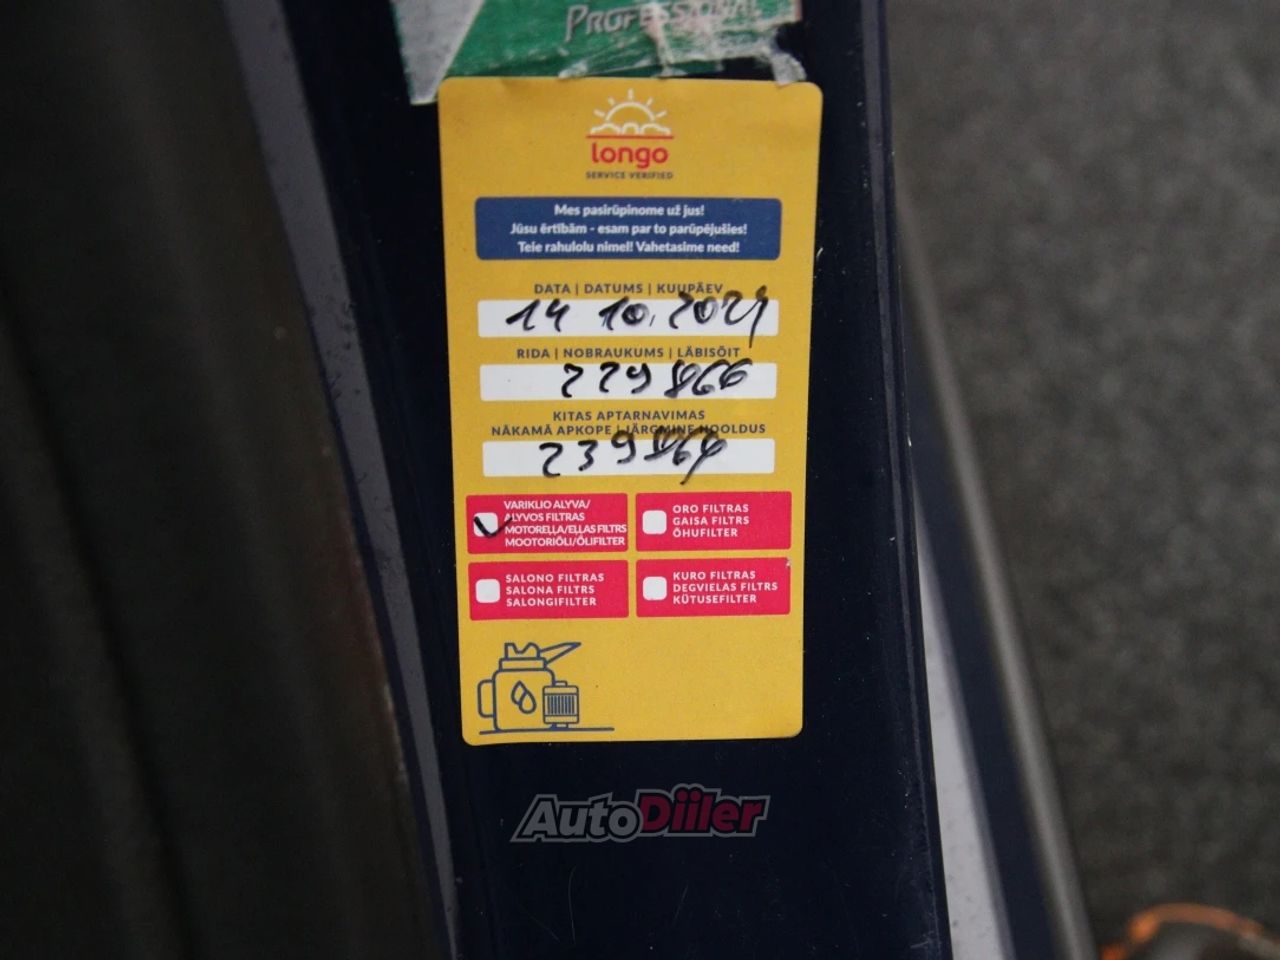 PROFESSIONAL
longo
SERVICE VERIFIED
Mes pasirūpinome už jus!
Jūsu ērtībām - esam par to parūpējušies!
Teie rahulolu nimel! Vahetasime need!
DATA | DATUMS | KUUPÄEV
14 10.2021
RIDA | NOBRAUKUMS | LÄBISÕIT
229 866
KITAS APTARNAVIMAS
NĀKAMĀ APKOPE | JÄRGMINE HOOLDUS
239
VARIKLIO ALYVA/
ALYVOS FILTRAS
MOTOREĻĻA/EĻĻAS FILTRS
MOOTORIÕLI/ÕLIFILTER
ORO FILTRAS
GAISA FILTRS
ÕHUFILTER
SALONO FILTRAS
SALONA FILTRS
SALONGIFILTER
KURO FILTRAS
DEGVIELAS FILTRS
KÜTUSEFILTER
AutoDiiler